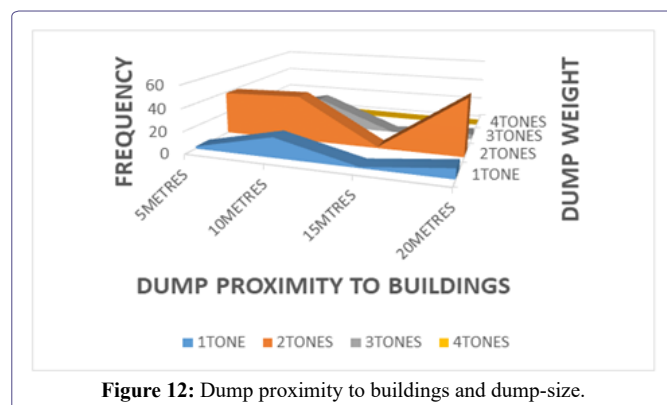 FREQUENCY
60
40
20
0
5METRES
10METRES
15MTRES
20METRES
4TONES
3TONES
2TONES
1TONE
DUMP WEIGHT
DUMP PROXIMITY TO BUILDINGS
1TONE 2TONES 3TONES 4TONES
Figure 12: Dump proximity to buildings and dump-size.